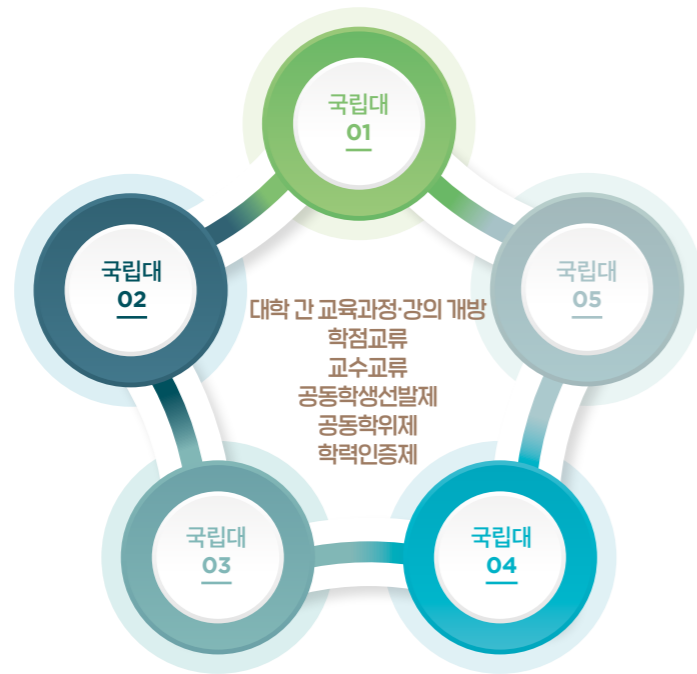 국립대
01
국립대
02
국립대
05
대학 간 교육과정·강의 개방
학점교류
교수교류
공동학생선발제
공동학위제
학력인증제
국립대
03
국립대
04